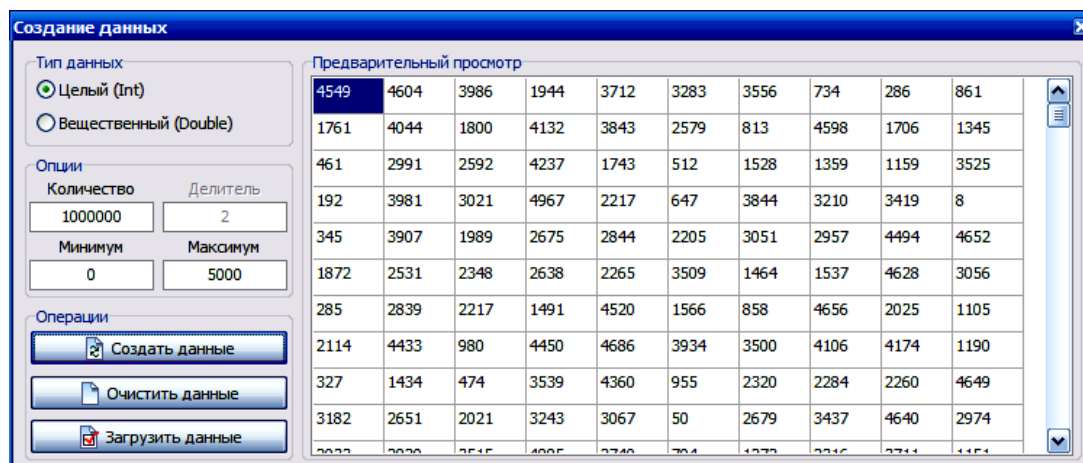 Создание данных
Тип данных
Целый (Int)
Вещественный (Double)
Опции
Количество Делитель
1000000 2
Минимум Максимум
0 5000
Операции
Создать данные
Очистить данные
Загрузить данные
Предварительный просмотр
4549 4604 3986 1944 3712 3283 3556 734 286 861
1761 4044 1800 4132 3843 2579 813 4598 1706 1345
461 2991 2592 4237 1743 512 1528 1359 1159 3525
192 3981 3021 4967 2217 647 3844 3210 3419 8
345 3907 1989 2675 2844 2205 3051 2957 4494 4652
1872 2531 2348 2638 2265 3509 1464 1537 4628 3056
285 2839 2217 1491 4520 1566 858 4656 2025 1105
2114 4433 980 4450 4686 3934 3500 4106 4174 1190
327 1434 474 3539 4360 955 2320 2284 2260 4649
3182 2651 2021 3243 3067 50 2679 3437 4640 2974